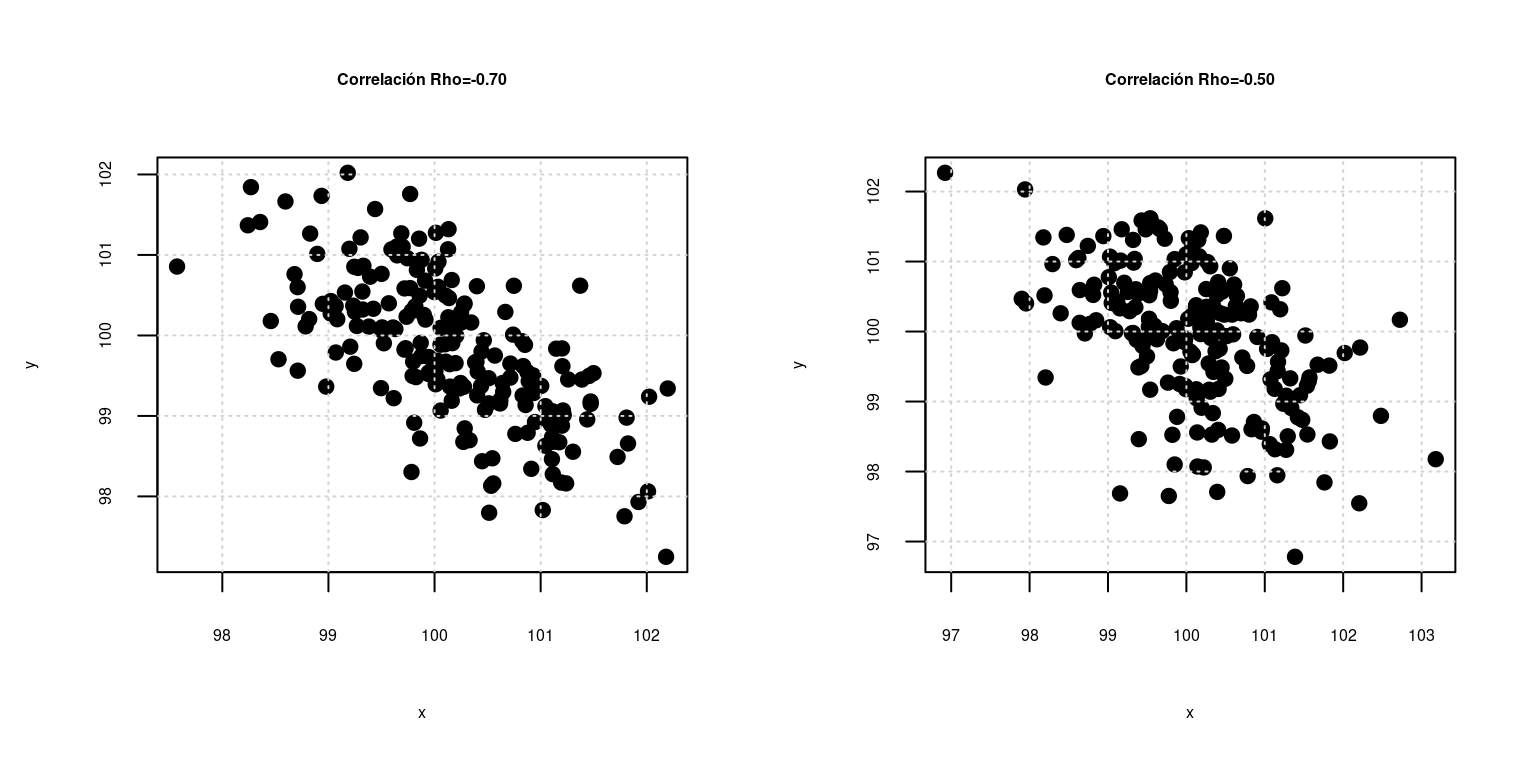 Correlación Rho=-0.70
102
101
100
99
98
y
98 99 100 101 102
x
Correlación Rho=-0.50
102
101
100
99
98
97
y
97 98 99 100 101 102 103
x